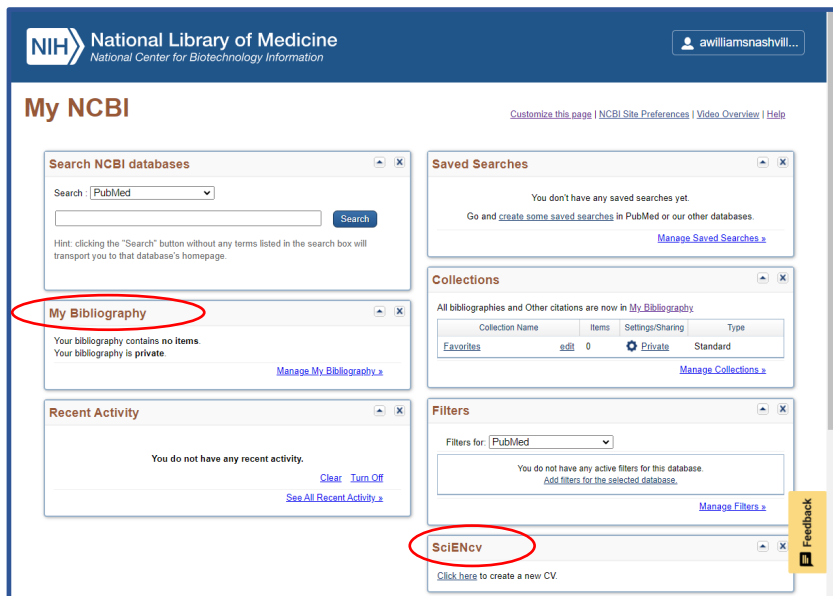 NIH
National Library of Medicine
National Center for Biotechnology Information
awilliamsnashvill...
My NCBI
Customize this page | NCBI Site Preferences | Video Overview | Help
Search NCBI databases
Search : PubMed
Search
Hint: clicking the "Search" button without any terms listed in the search box will
transport you to that database's homepage.
My Bibliography
Your bibliography contains no items.
Your bibliography is private.
Manage My Bibliography »
Recent Activity
You do not have any recent activity.
Clear Turn Off
See All Recent Activity »
Saved Searches
You don't have any saved searches yet.
Go and create some saved searches in PubMed or our other databases.
Manage Saved Searches »
Collections
All bibliographies and Other citations are now in My Bibliography
Collection Name Items Settings/Sharing Type
Favorites edit 0 Private Standard
Manage Collections »
Filters
Filters for: PubMed
You do not have any active filters for this database.
Add filters for the selected database.
Manage Filters »
SciENcv
Click here to create a new CV.
Feedback